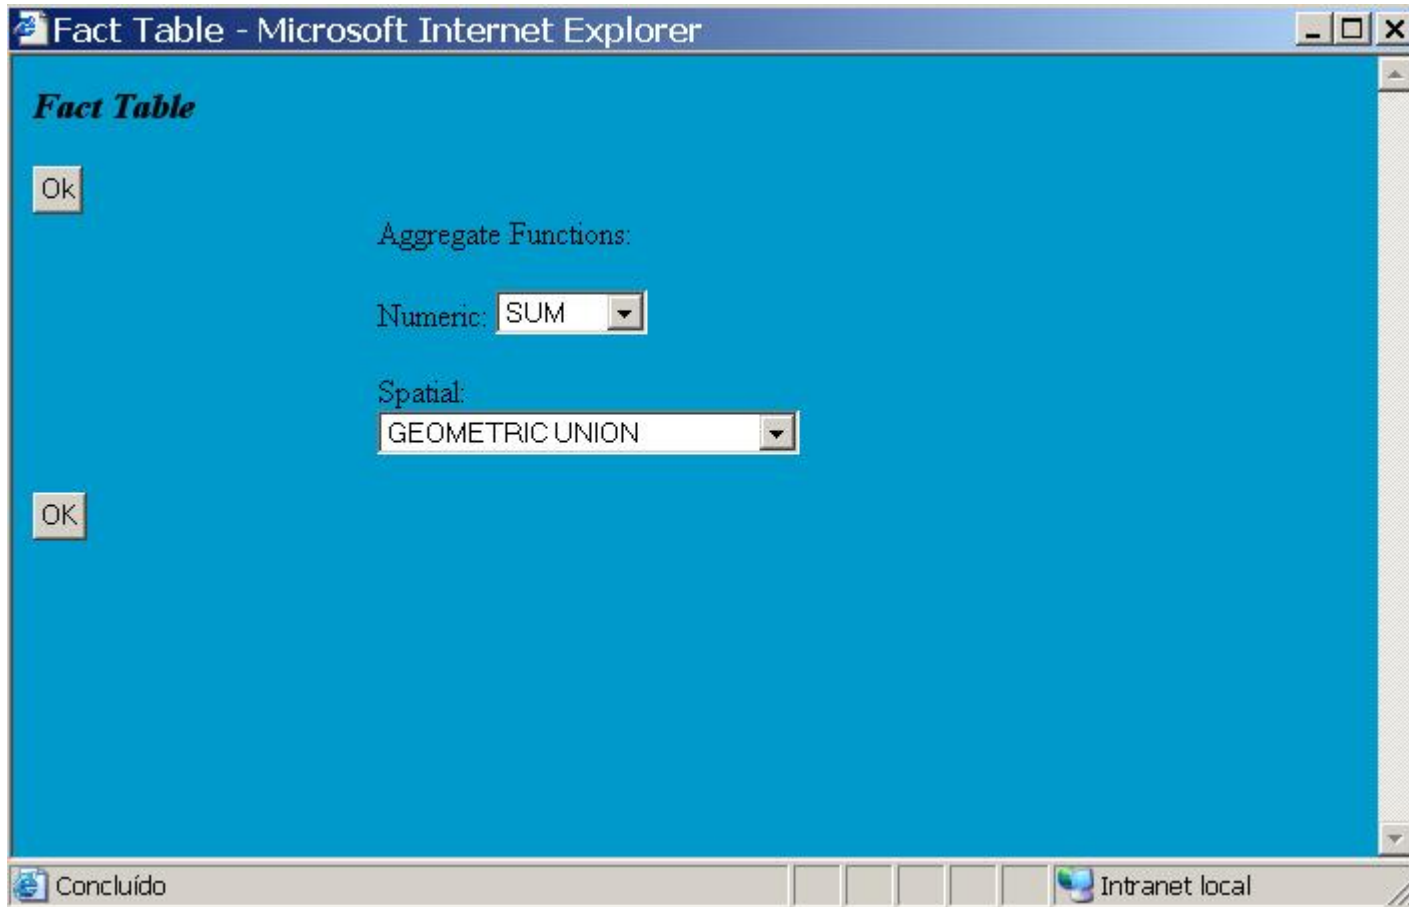 Fact Table - Microsoft Internet Explorer
Fact Table
Ok
Aggregate Functions:
Numeric: SUM
Spatial:
GEOMETRIC UNION
OK
Concluído Intranet local